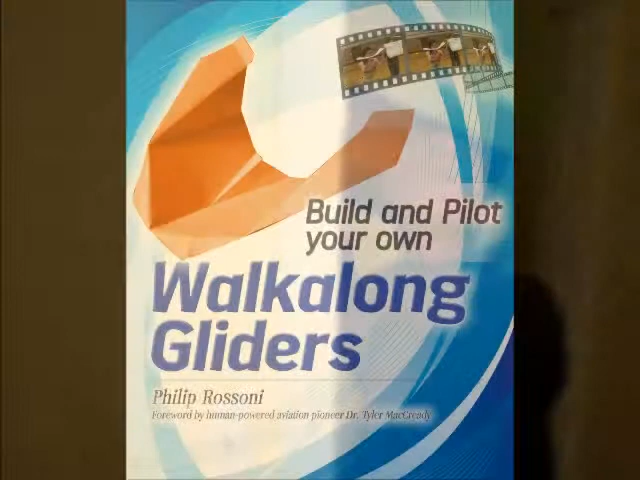 Build and Pilot
your own
Walkalong
Gliders
Philip Rossoni
Foreword by human-powered aviation pioneer Dr. Tyler MacCready